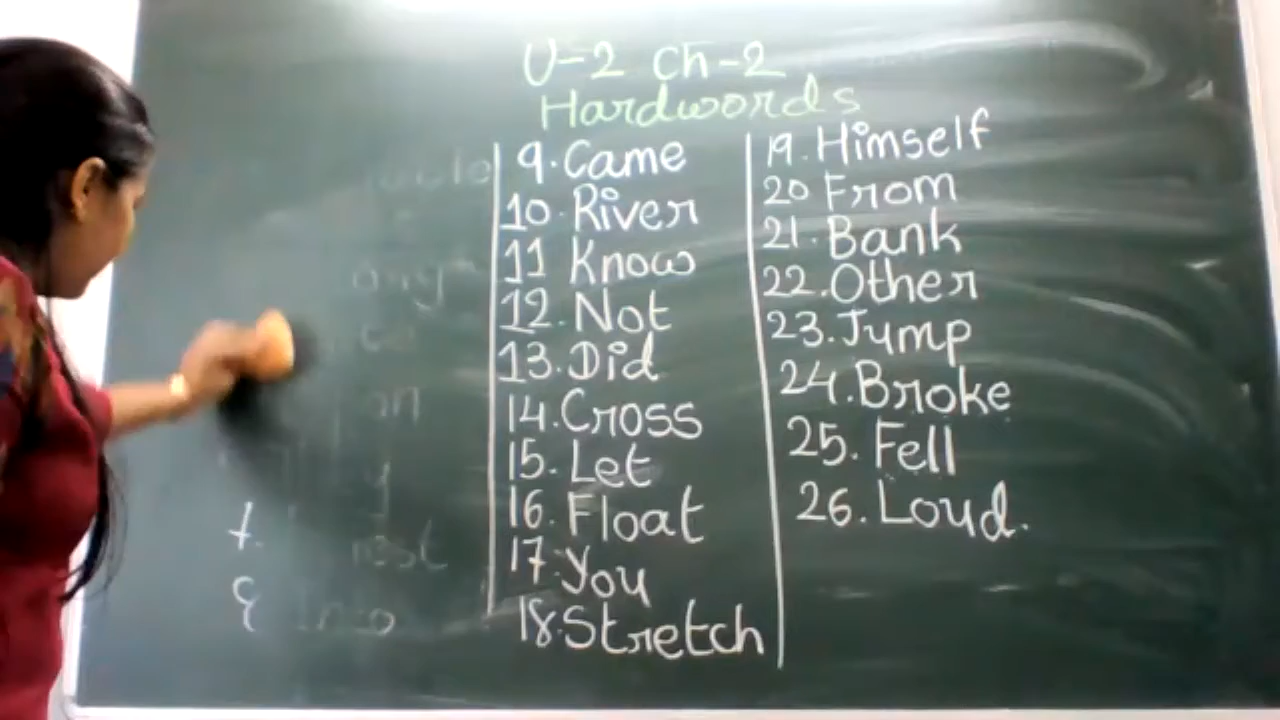 U-2 Ch-2
Hardwords
9. Came
10. River
11 Know
12. Not
13. Did
14. Cross
15. Let
16. Float
17. You
18. Stretch
19. Himself
20 From
21. Bank
22. Other
23. Jump
24. Broke
25. Fell
26. Loud.